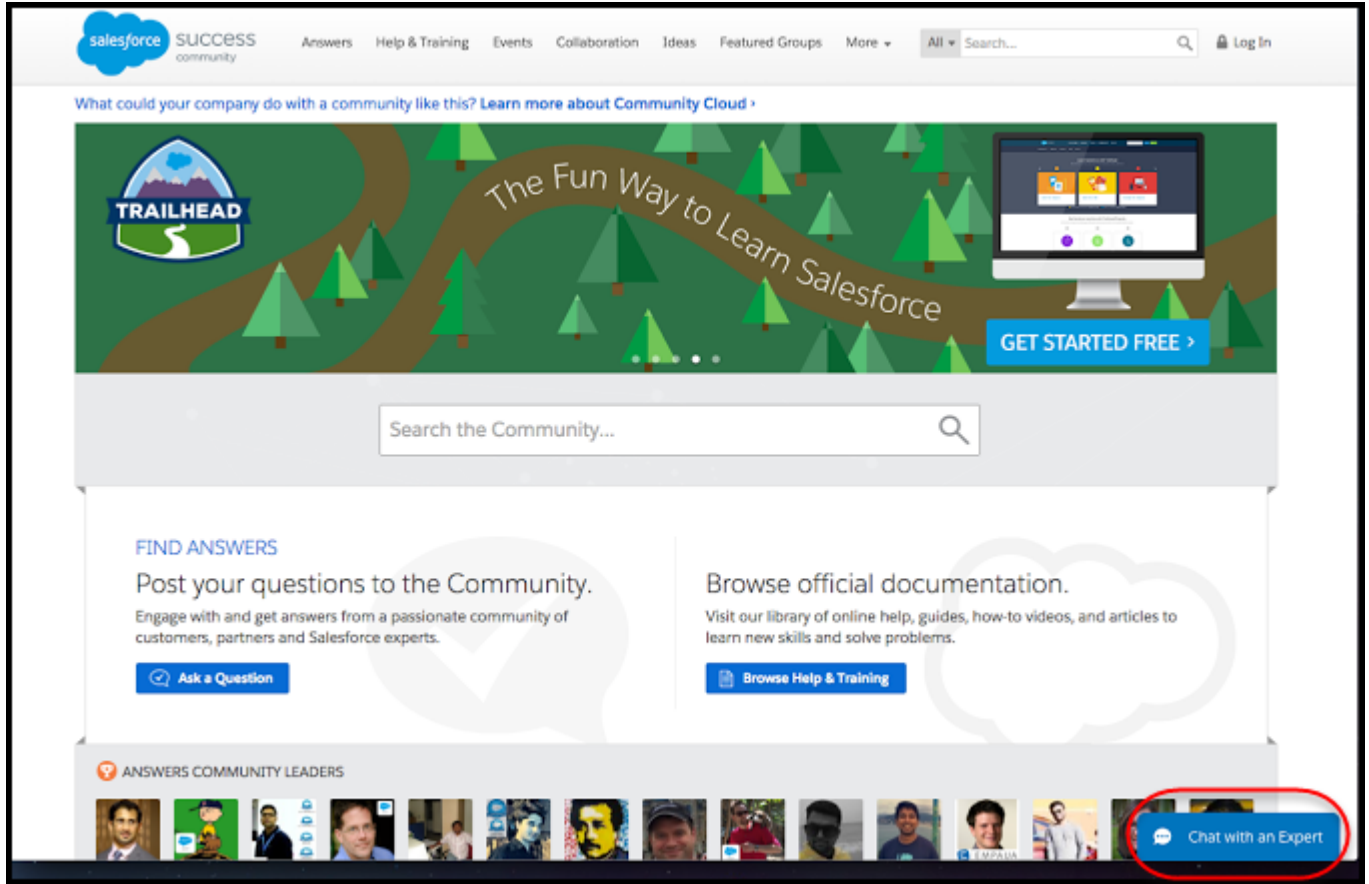 salesforce success community
Answers Help & Training Events Collaboration Ideas Featured Groups More All Search... Log In
What could your company do with a community like this? Learn more about Community Cloud ›
TRAILHEAD
The Fun Way to Learn Salesforce
GET STARTED FREE ›
Search the Community...
FIND ANSWERS
Post your questions to the Community.
Engage with and get answers from a passionate community of
customers, partners and Salesforce experts.
Ask a Question
Browse official documentation.
Visit our library of online help, guides, how-to videos, and articles to
learn new skills and solve problems.
Browse Help & Training
ANSWERS COMMUNITY LEADERS
EMPAUA
Chat with an Expert